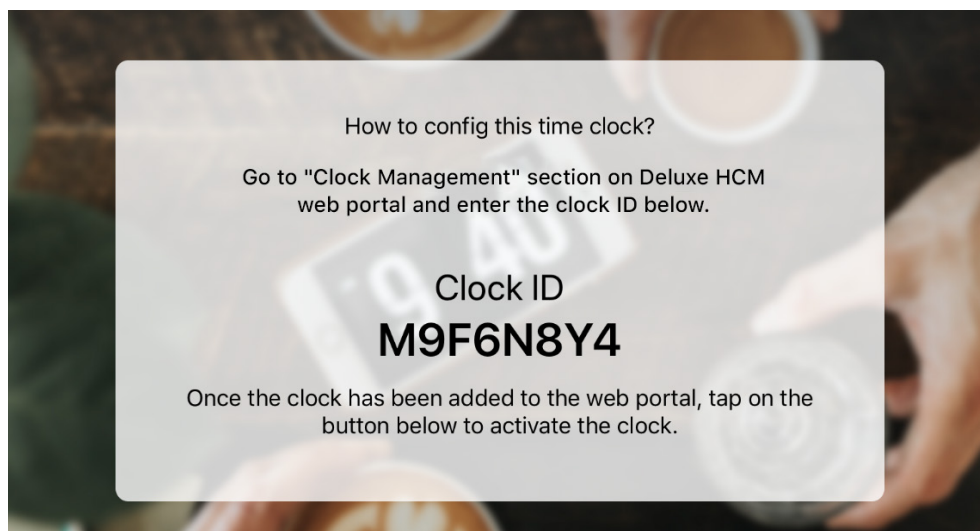 How to config this time clock?
Go to "Clock Management" section on Deluxe HCM
web portal and enter the clock ID below.
9 40
Clock ID
M9F6N8Y4
Once the clock has been added to the web portal, tap on the
button below to activate the clock.